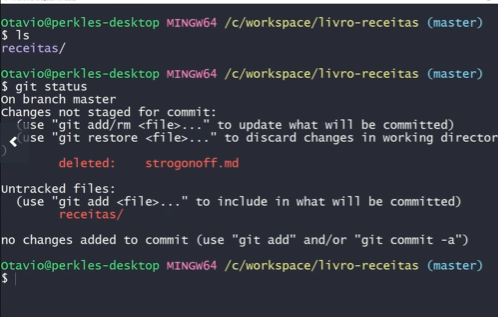 Otavio@perkles-desktop MINGW64 /c/workspace/livro-receitas (master)
$ ls
receitas/
Otavio@perkles-desktop MINGW64 /c/workspace/livro-receitas (master)
$ git status
On branch master
Changes not staged for commit:
(use "git add/rm <file>..." to update what will be committed)
(use "git restore <file>..." to discard changes in working director
)
deleted: strogonoff.md
Untracked files:
(use "git add <file>..." to include in what will be committed)
receitas/
no changes added to commit (use "git add" and/or "git commit -a")
Otavio@perkles-desktop MINGW64 /c/workspace/livro-receitas (master)
$